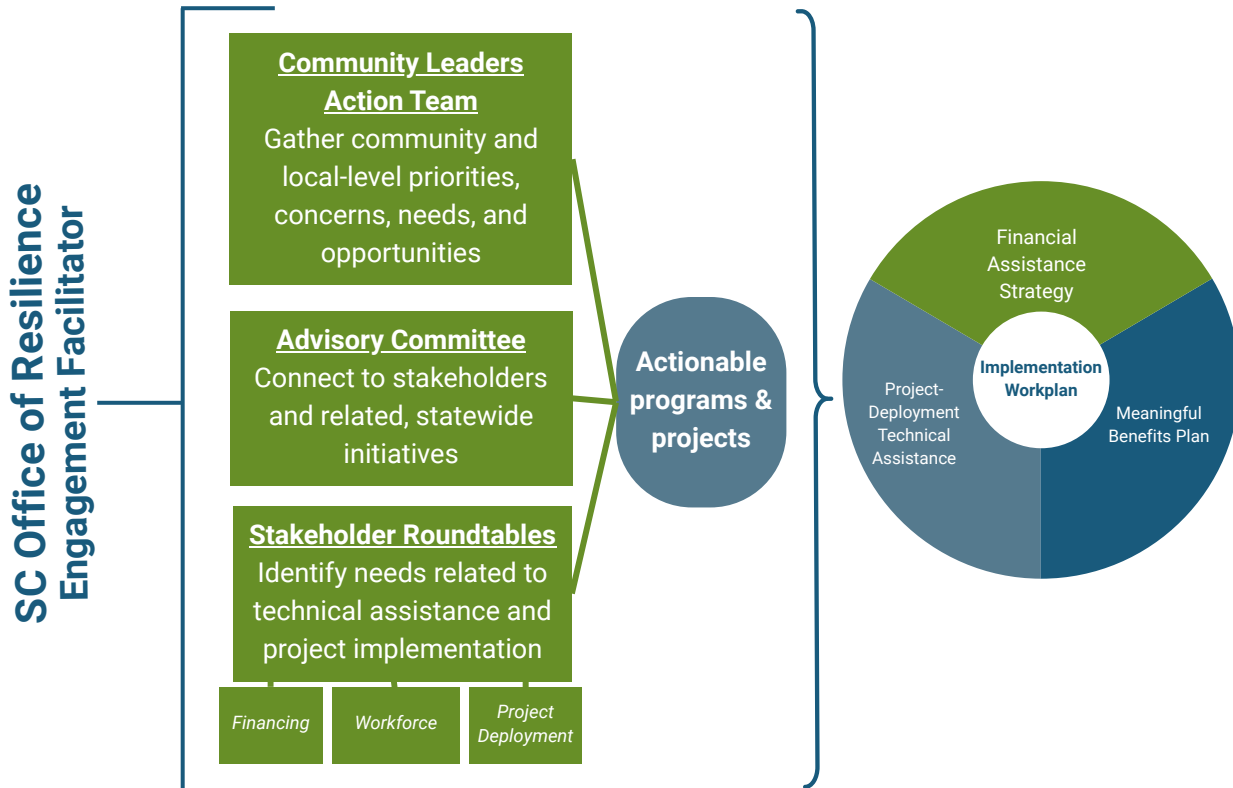 SC Office of Resilience
Engagement Facilitator
Community Leaders
Action Team
Gather community and
local-level priorities,
concerns, needs, and
opportunities
Advisory Committee
Connect to stakeholders
and related, statewide
initiatives
Stakeholder Roundtables
Identify needs related to
technical assistance and
project implementation
Financing
Workforce
Project
Deployment
Actionable
programs &
projects
Financial
Assistance
Strategy
Implementation
Workplan
Project-
Deployment
Technical
Assistance
Meaningful
Benefits Plan